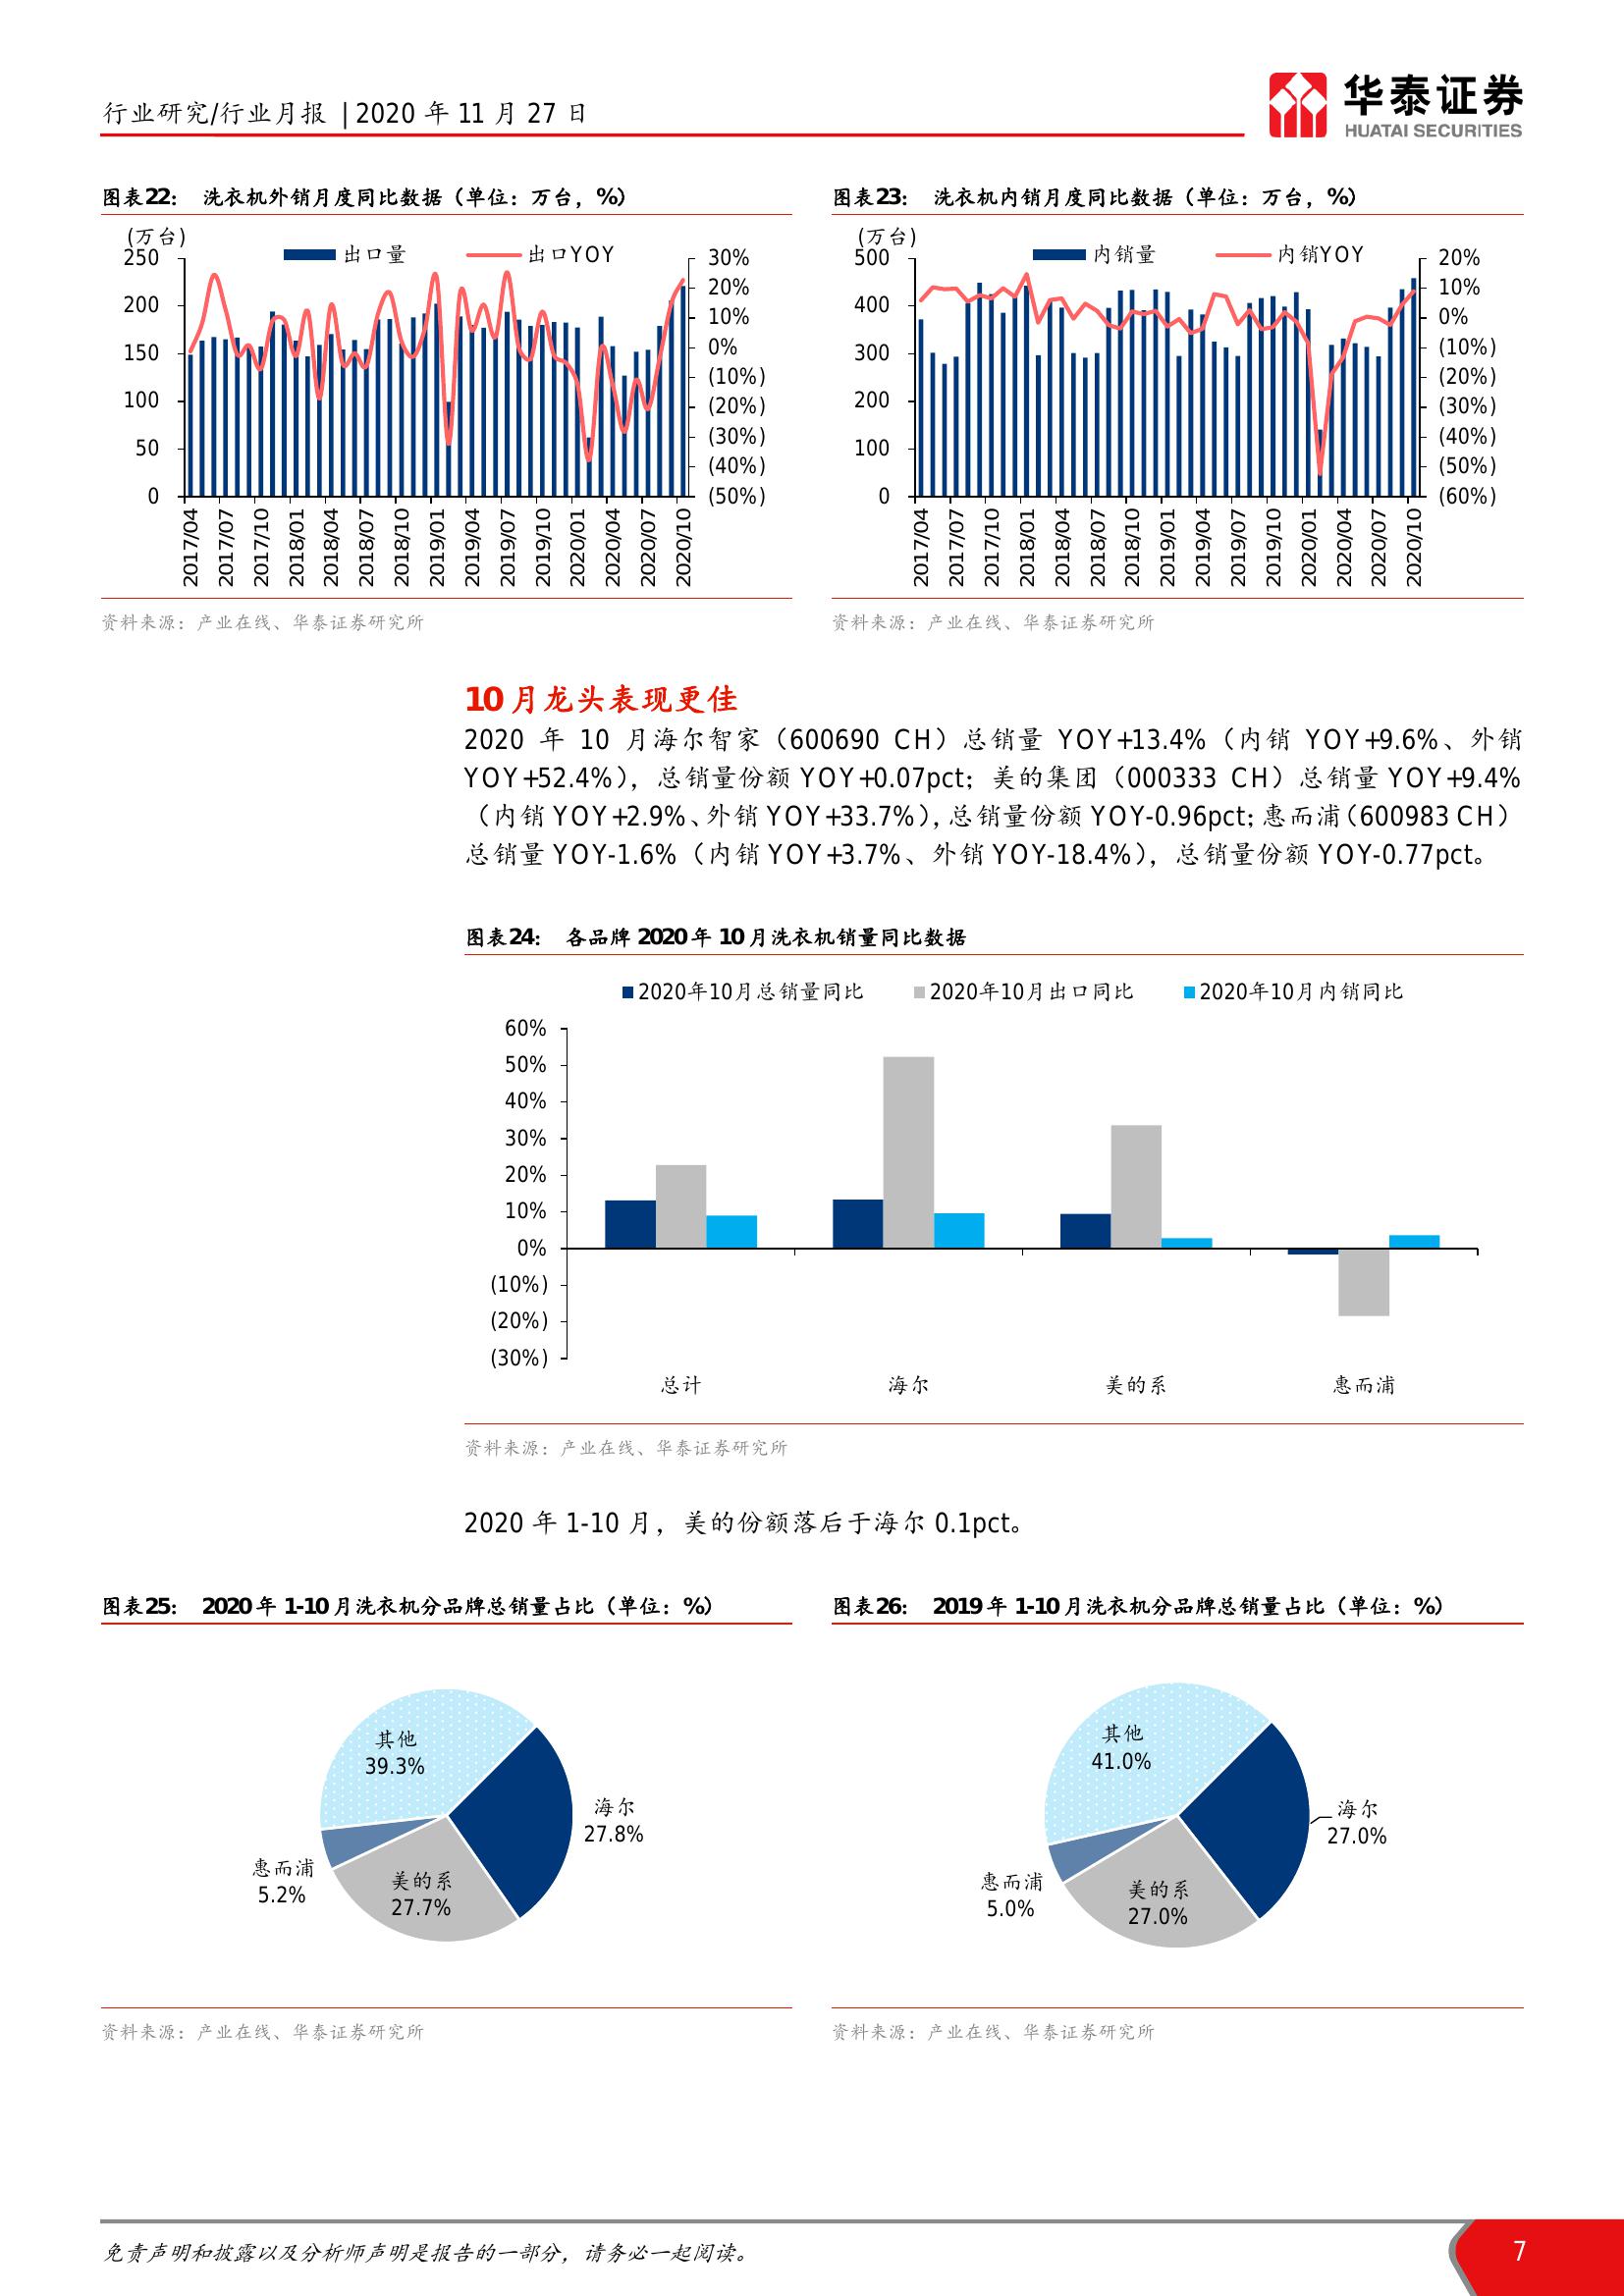 行业研究/行业月报 | 2020 年 11 月 27 日
华泰证券
HUATAI SECURITIES
图表22： 洗衣机外销月度同比数据（单位：万台，%）
(万台)
出口量 出口YOY
250
200
150
100
50
0
30%
20%
10%
0%
(10%)
(20%)
(30%)
(40%)
(50%)
2017/04
2017/07
2017/10
2018/01
2018/04
2018/07
2018/10
2019/01
2019/04
2019/07
2019/10
2020/01
2020/04
2020/07
2020/10
资料来源：产业在线、华泰证券研究所
图表23： 洗衣机内销月度同比数据（单位：万台，%）
(万台)
内销量 内销YOY
500
400
300
200
100
0
20%
10%
0%
(10%)
(20%)
(30%)
(40%)
(50%)
(60%)
2017/04
2017/07
2017/10
2018/01
2018/04
2018/07
2018/10
2019/01
2019/04
2019/07
2019/10
2020/01
2020/04
2020/07
2020/10
资料来源：产业在线、华泰证券研究所
10 月龙头表现更佳
2020 年 10 月海尔智家（600690 CH）总销量 YOY+13.4%（内销 YOY+9.6%、外销
YOY+52.4%），总销量份额 YOY+0.07pct；美的集团（000333 CH）总销量 YOY+9.4%
（内销 YOY+2.9%、外销 YOY+33.7%），总销量份额 YOY-0.96pct；惠而浦（600983 CH）
总销量 YOY-1.6%（内销 YOY+3.7%、外销 YOY-18.4%），总销量份额 YOY-0.77pct。
图表24： 各品牌 2020 年 10 月洗衣机销量同比数据
2020年10月总销量同比 2020年10月出口同比 2020年10月内销同比
60%
50%
40%
30%
20%
10%
0%
(10%)
(20%)
(30%)
总计 海尔 美的系 惠而浦
资料来源：产业在线、华泰证券研究所
2020 年 1-10 月，美的份额落后于海尔 0.1pct。
图表25： 2020 年 1-10 月洗衣机分品牌总销量占比（单位：%）
其他
39.3%
海尔
27.8%
惠而浦
5.2%
美的系
27.7%
资料来源：产业在线、华泰证券研究所
图表26： 2019 年 1-10 月洗衣机分品牌总销量占比（单位：%）
其他
41.0%
海尔
27.0%
惠而浦
5.0%
美的系
27.0%
资料来源：产业在线、华泰证券研究所
免责声明和披露以及分析师声明是报告的一部分，请务必一起阅读。
7